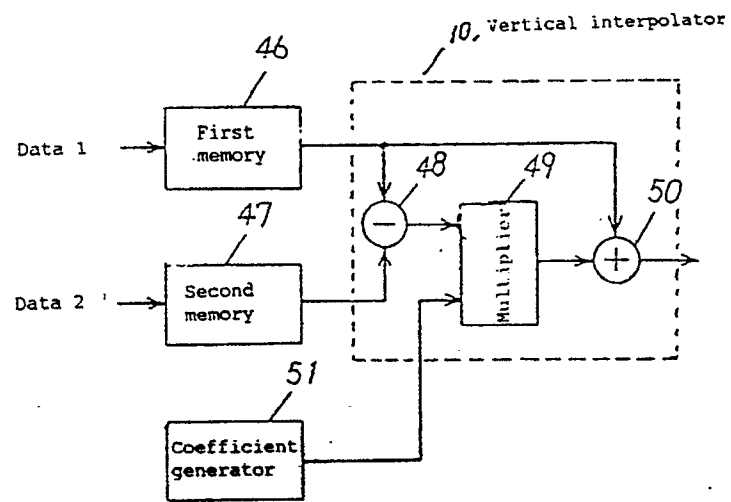 10, Vertical interpolator
46
Data 1
First
memory
48
49
50
−
Multiplier
+
47
Data 2
Second
memory
51
Coefficient
generator